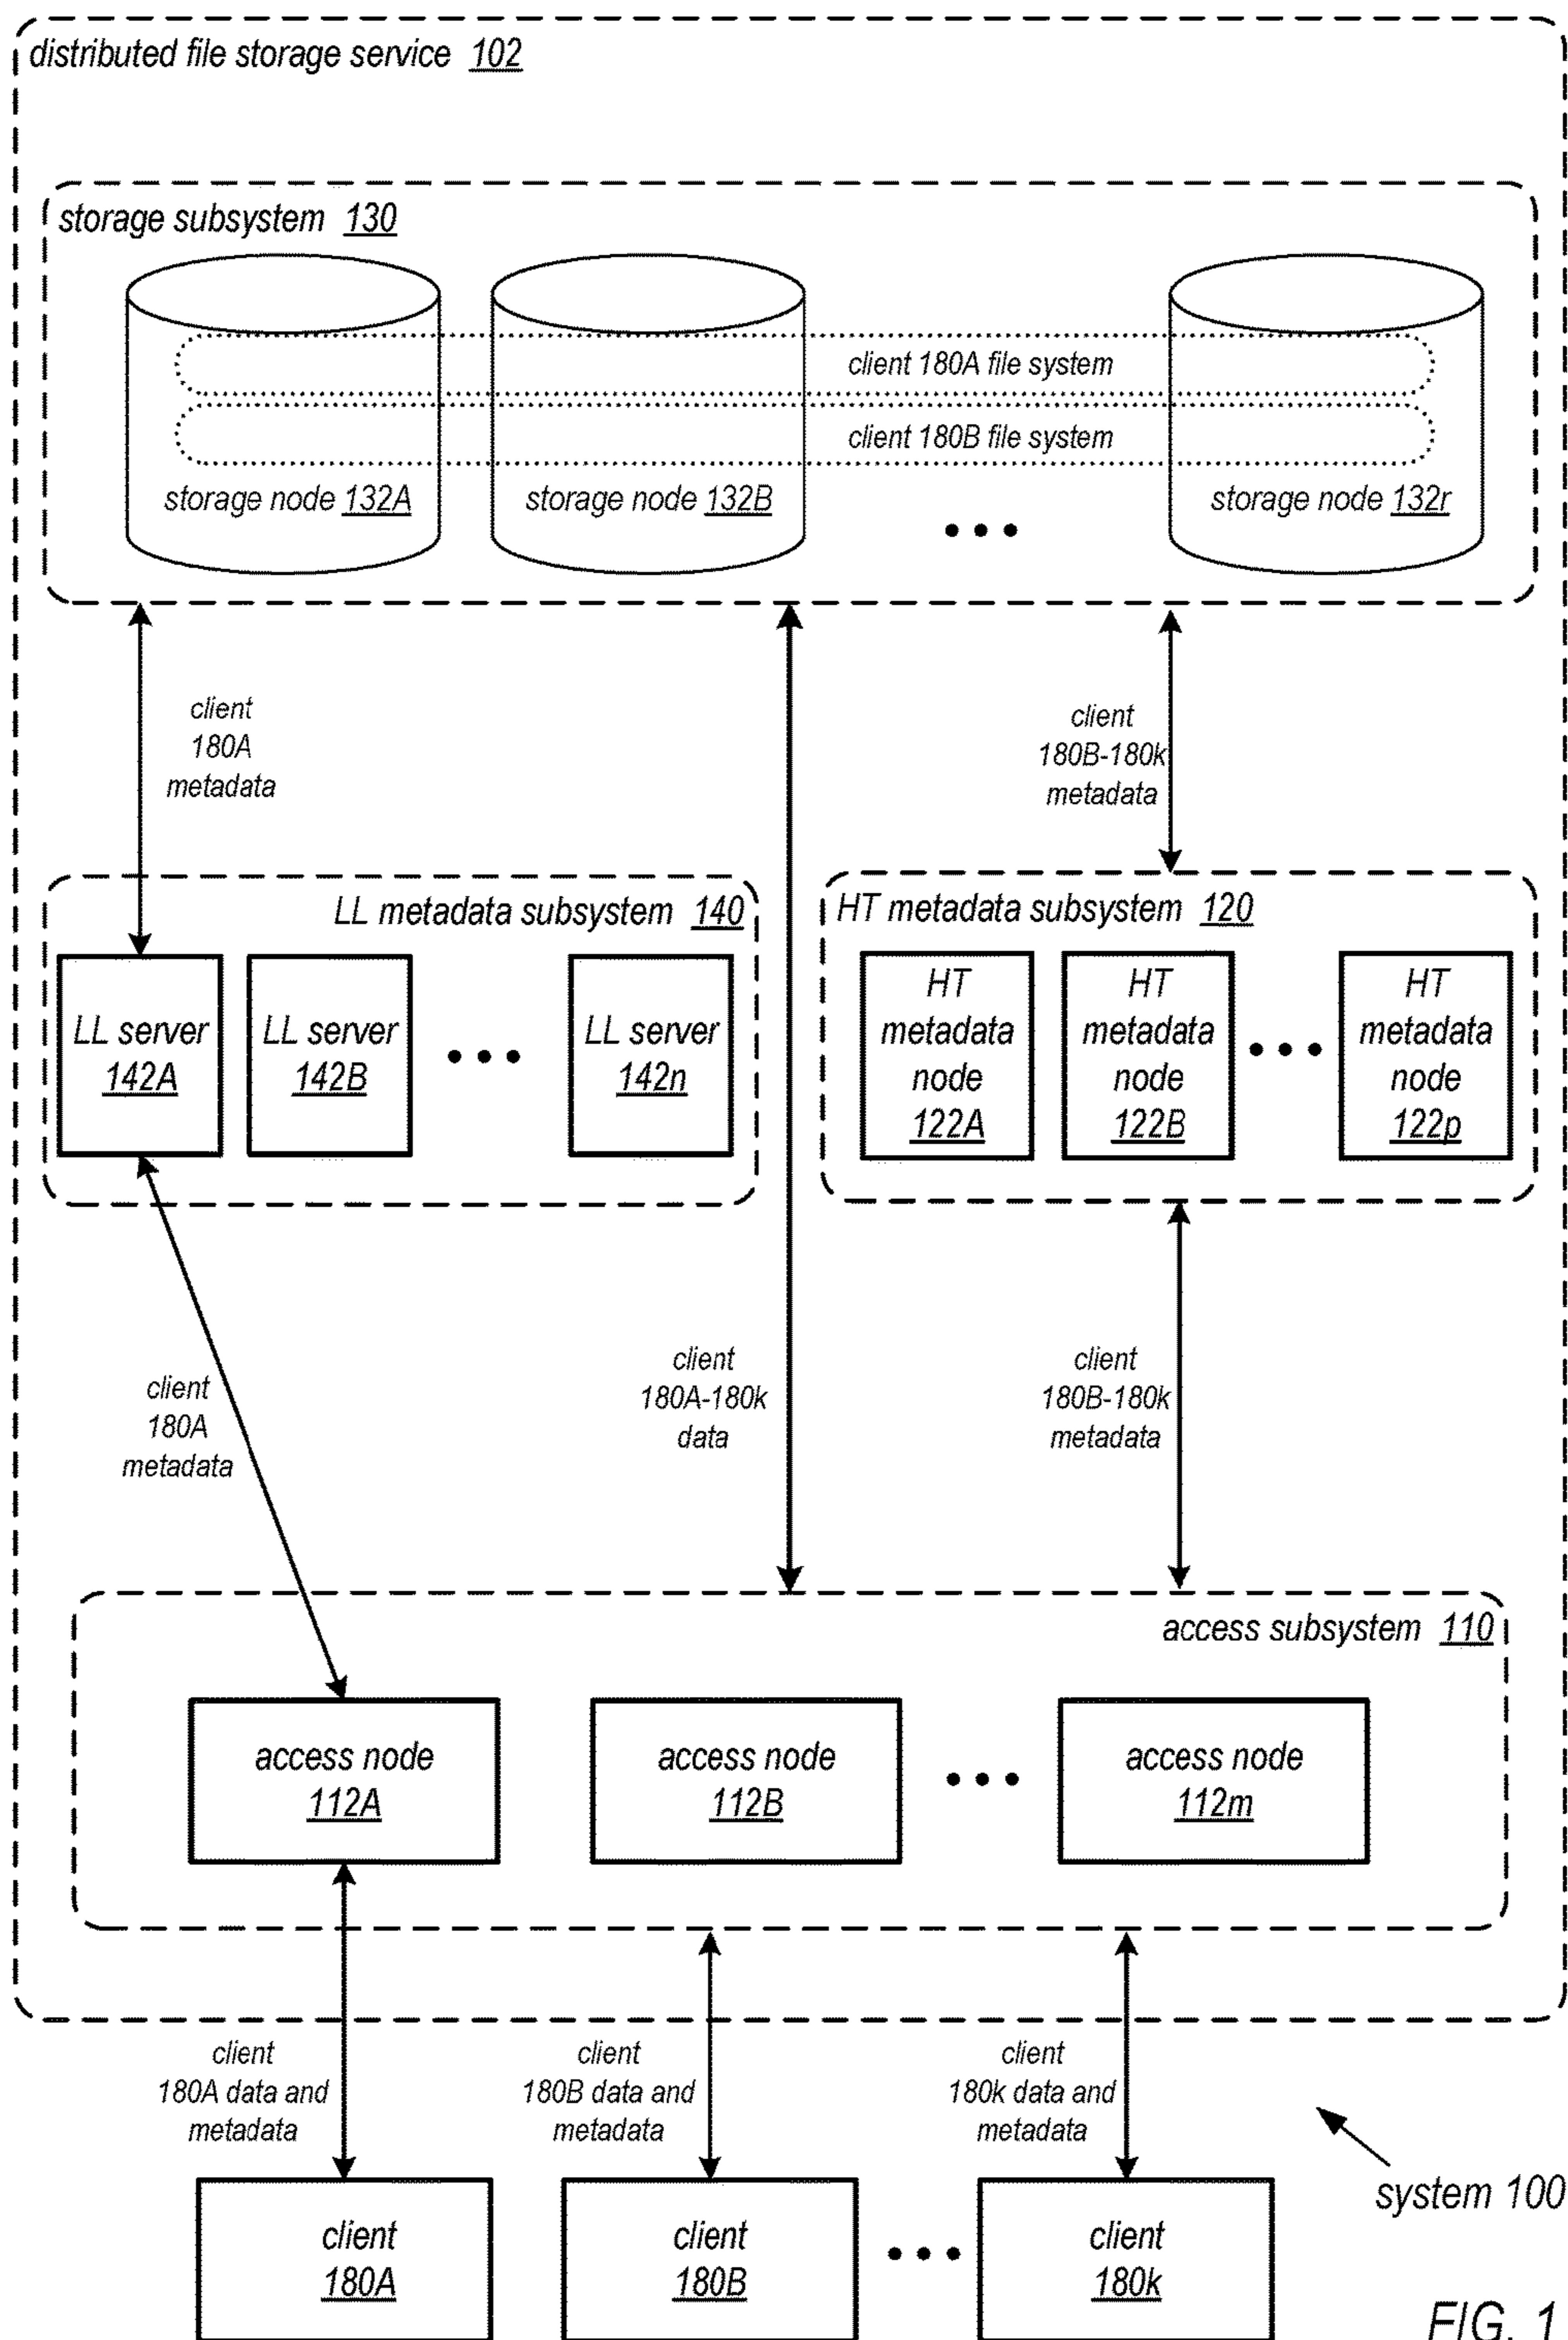 distributed file storage service 102
storage subsystem 130
client 180A file system
client 180B file system
storage node 132A
storage node 132B
storage node 132r
client
180A
metadata
client
180B-180k
metadata
LL metadata subsystem 140
HT metadata subsystem 120
LL server
142A
LL server
142B
LL server
142n
HT
metadata
node
122A
HT
metadata
node
122B
HT
metadata
node
122p
client
180A
metadata
client
180A-180k
data
client
180B-180k
metadata
access subsystem 110
access node
112A
access node
112B
access node
112m
client
180A data and
metadata
client
180B data and
metadata
client
180k data and
metadata
system 100
client
180A
client
180B
client
180k
FIG. 1